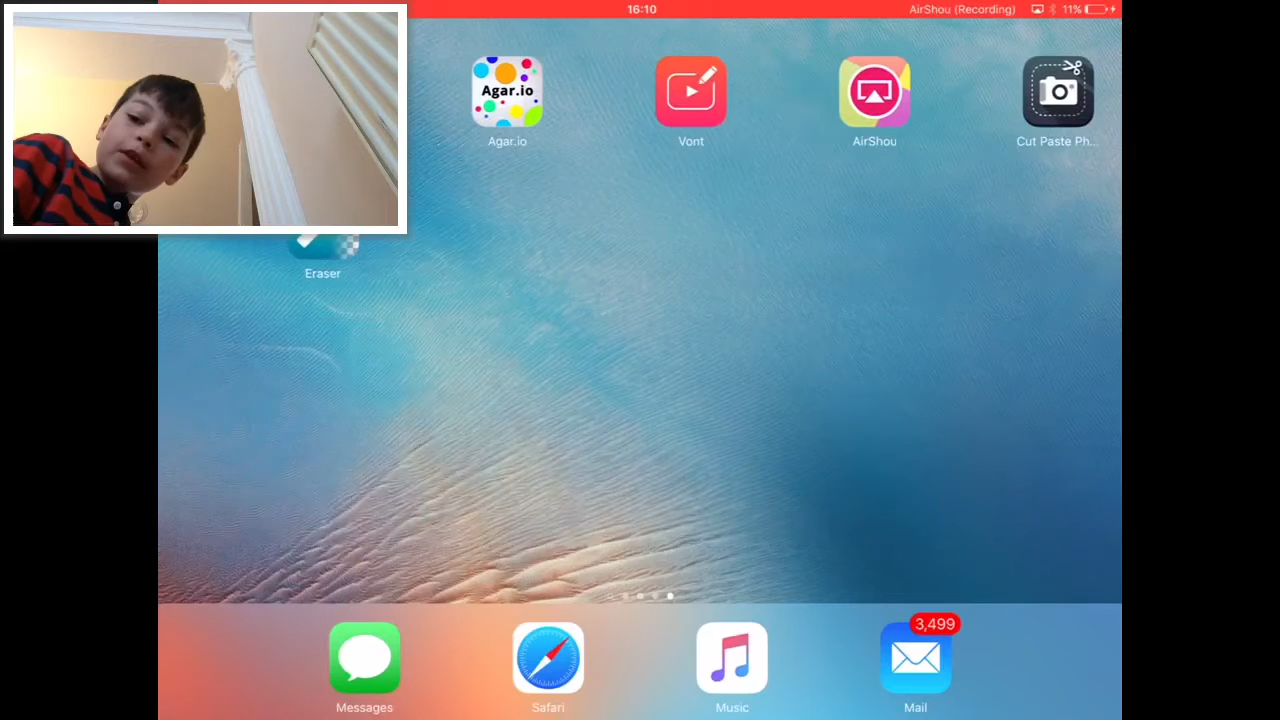 16:10
AirShou (Recording)
11%
Agar.io
Agar.io
Vont
AirShou
Cut Paste Ph...
Eraser
3,499
Messages
Safari
Music
Mail